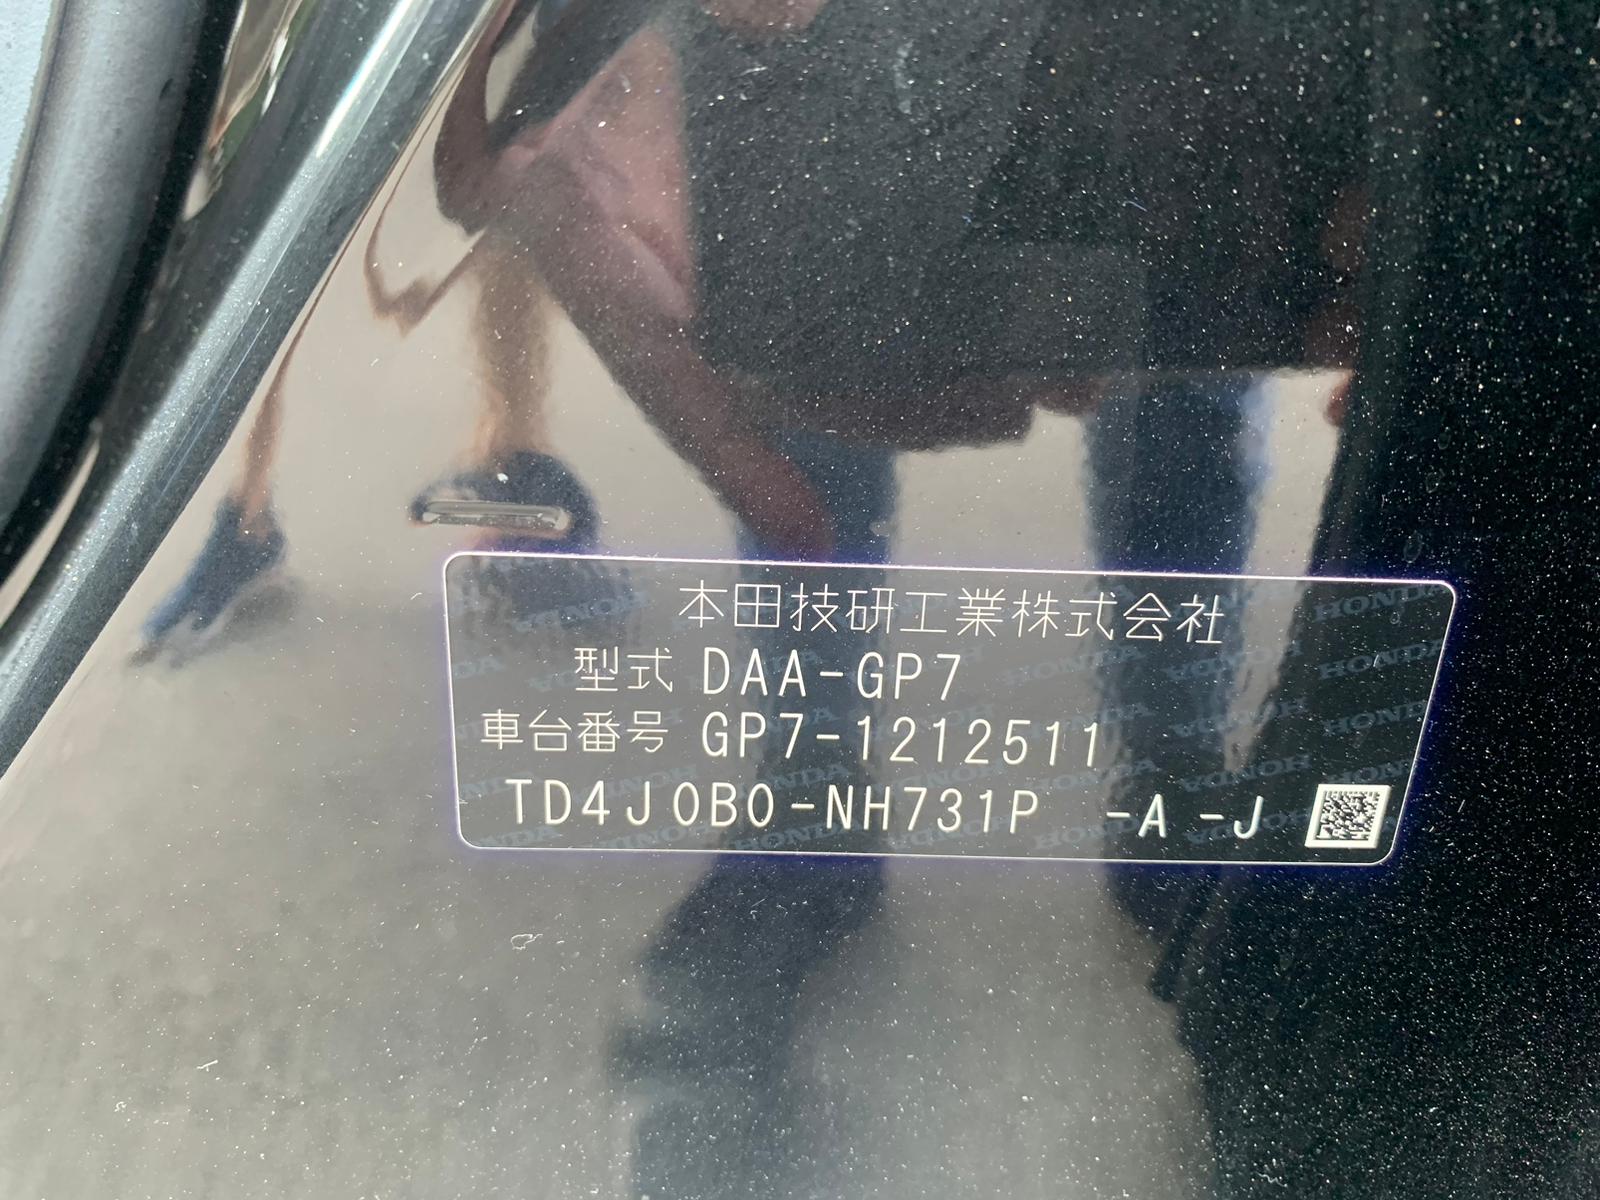 本田技研工業株式会社
型式 DAA-GP7
車台番号 GP7-1212511
TD4J0B0-NH731P -A -J